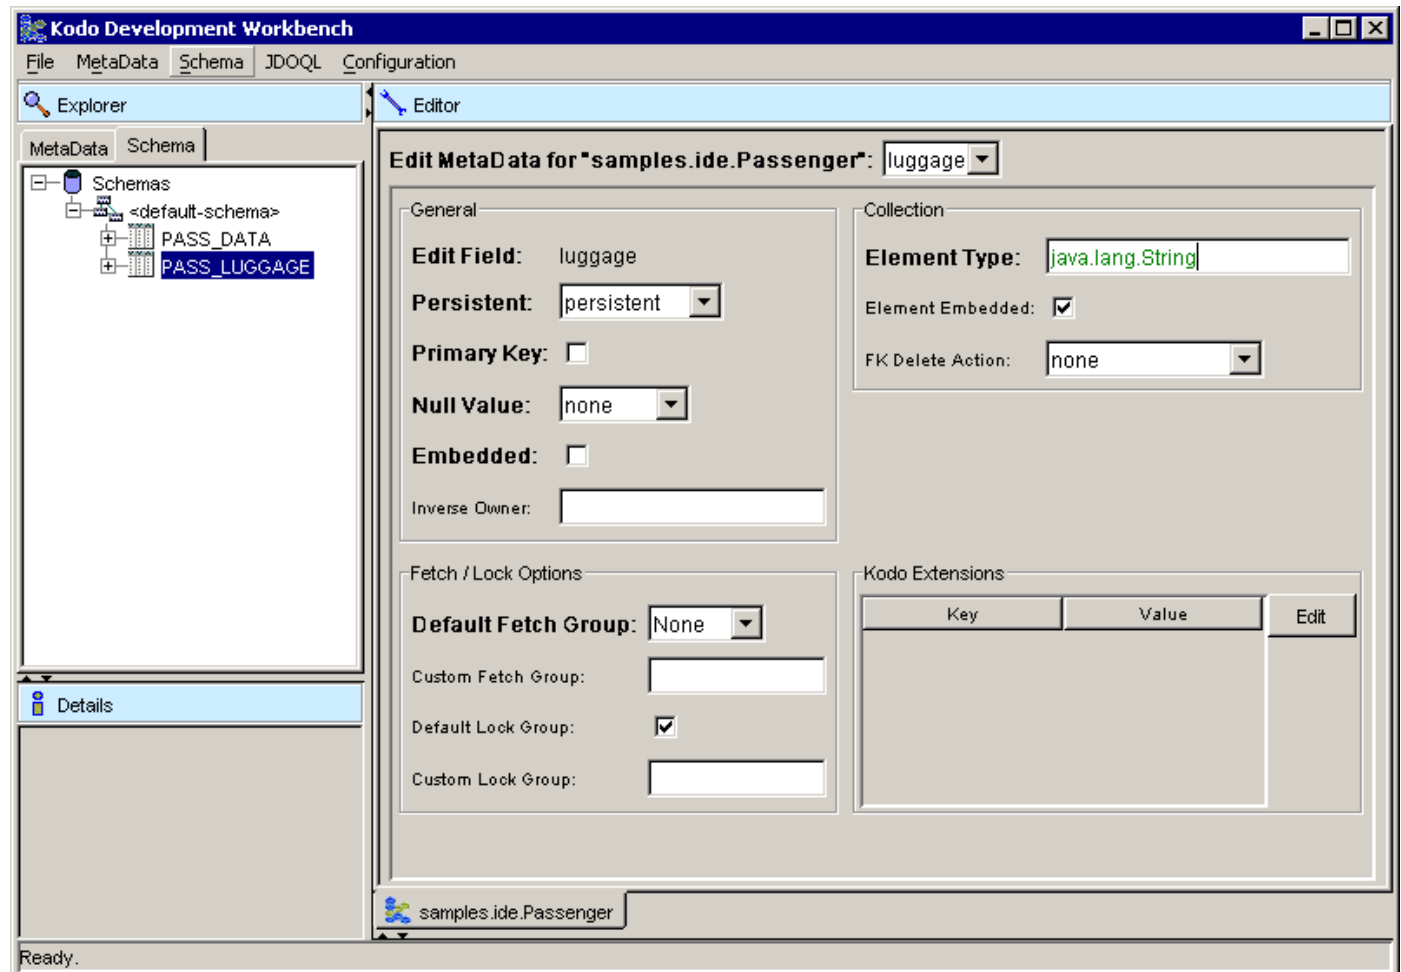 Kodo Development Workbench
File MetaData Schema JDOQL Configuration
Explorer
MetaData Schema
Schemas
<default-schema>
PASS_DATA
PASS_LUGGAGE
Details
Editor
Edit MetaData for "samples.ide.Passenger": luggage
General
Edit Field: luggage
Persistent: persistent
Primary Key:
Null Value: none
Embedded:
Inverse Owner:
Collection
Element Type: java.lang.String
Element Embedded:
FK Delete Action: none
Fetch / Lock Options
Default Fetch Group: None
Custom Fetch Group:
Default Lock Group:
Custom Lock Group:
Kodo Extensions
Key Value Edit
samples.ide.Passenger
Ready.